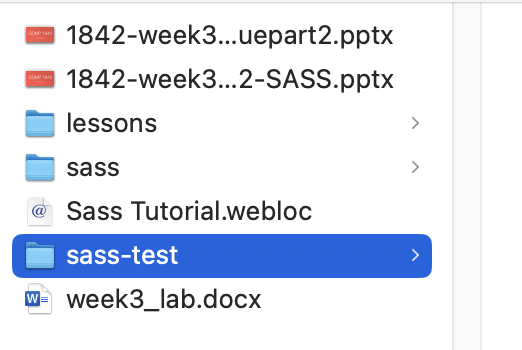 1842-week3...uepart2.pptx
1842-week3...2-SASS.pptx
lessons
sass
Sass Tutorial.webloc
sass-test
week3_lab.docx